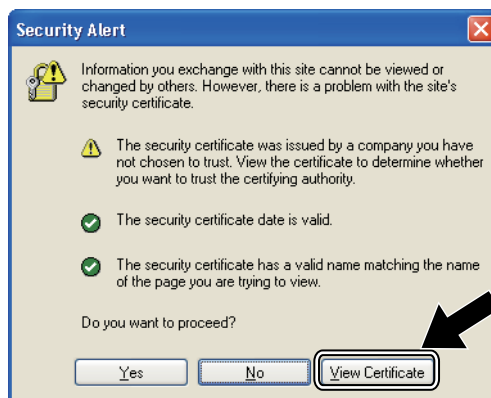 Security Alert
Information you exchange with this site cannot be viewed or
changed by others. However, there is a problem with the site's
security certificate.
The security certificate was issued by a company you have
not chosen to trust. View the certificate to determine whether
you want to trust the certifying authority.
The security certificate date is valid.
The security certificate has a valid name matching the name
of the page you are trying to view.
Do you want to proceed?
Yes No View Certificate